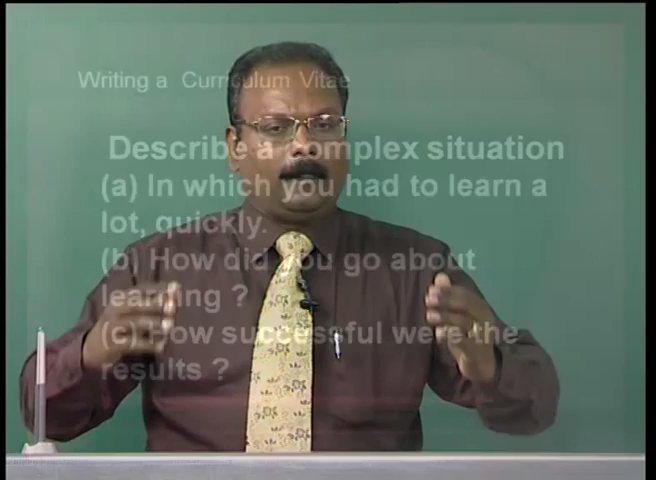 Writing a Curriculum Vitae
Describe a complex situation
(a) In which you had to learn a
lot, quickly.
(b) How did you go about
learning ?
(c) How successful were the
results ?